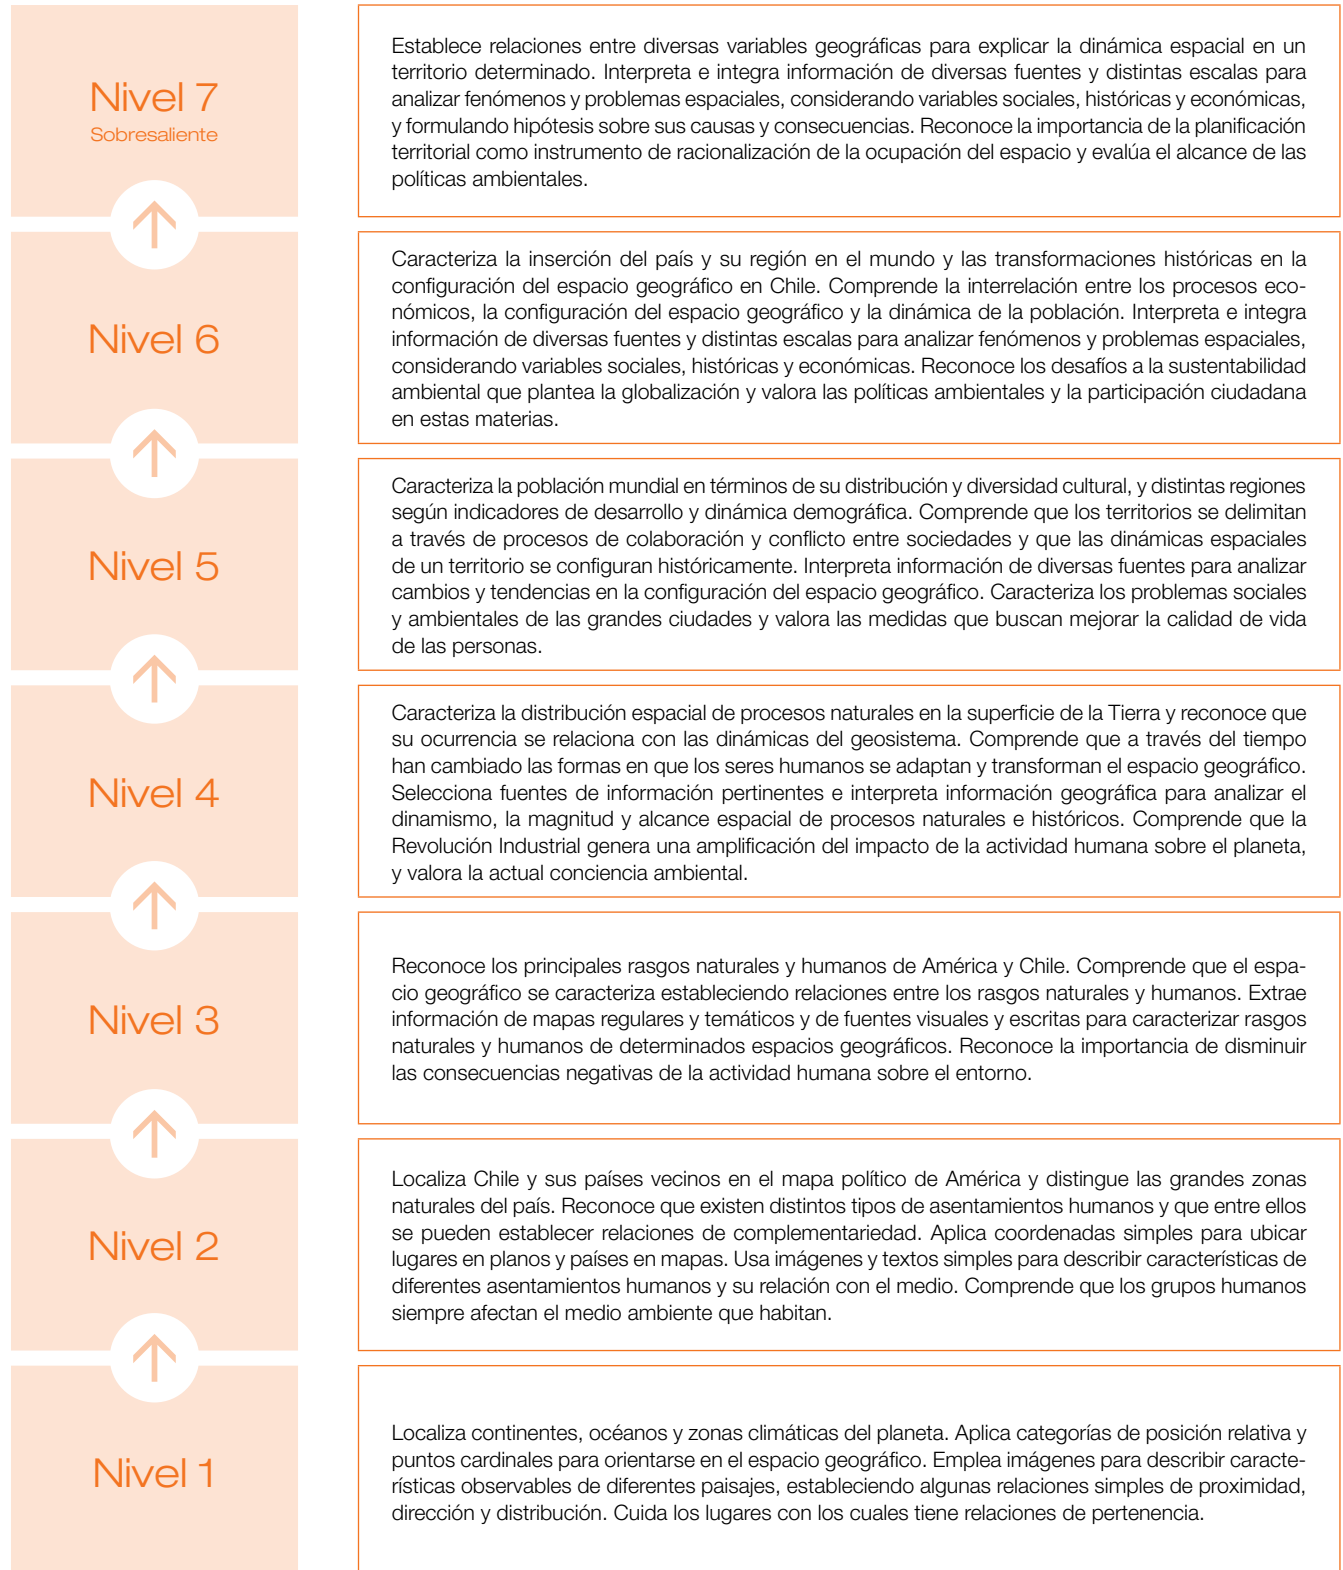 Nivel 7
Sobresaliente
Establece relaciones entre diversas variables geográficas para explicar la dinámica espacial en un
territorio determinado. Interpreta e integra información de diversas fuentes y distintas escalas para
analizar fenómenos y problemas espaciales, considerando variables sociales, históricas y económicas,
y formulando hipótesis sobre sus causas y consecuencias. Reconoce la importancia de la planificación
territorial como instrumento de racionalización de la ocupación del espacio y evalúa el alcance de las
políticas ambientales.
Nivel 6
Caracteriza la inserción del país y su región en el mundo y las transformaciones históricas en la
configuración del espacio geográfico en Chile. Comprende la interrelación entre los procesos eco-
nómicos, la configuración del espacio geográfico y la dinámica de la población. Interpreta e integra
información de diversas fuentes y distintas escalas para analizar fenómenos y problemas espaciales,
considerando variables sociales, históricas y económicas. Reconoce los desafíos a la sustentabilidad
ambiental que plantea la globalización y valora las políticas ambientales y la participación ciudadana
en estas materias.
Nivel 5
Caracteriza la población mundial en términos de su distribución y diversidad cultural, y distintas regiones
según indicadores de desarrollo y dinámica demográfica. Comprende que los territorios se delimitan
a través de procesos de colaboración y conflicto entre sociedades y que las dinámicas espaciales
de un territorio se configuran históricamente. Interpreta información de diversas fuentes para analizar
cambios y tendencias en la configuración del espacio geográfico. Caracteriza los problemas sociales
y ambientales de las grandes ciudades y valora las medidas que buscan mejorar la calidad de vida
de las personas.
Nivel 4
Caracteriza la distribución espacial de procesos naturales en la superficie de la Tierra y reconoce que
su ocurrencia se relaciona con las dinámicas del geosistema. Comprende que a través del tiempo
han cambiado las formas en que los seres humanos se adaptan y transforman el espacio geográfico.
Selecciona fuentes de información pertinentes e interpreta información geográfica para analizar el
dinamismo, la magnitud y alcance espacial de procesos naturales e históricos. Comprende que la
Revolución Industrial genera una amplificación del impacto de la actividad humana sobre el planeta,
y valora la actual conciencia ambiental.
Nivel 3
Reconoce los principales rasgos naturales y humanos de América y Chile. Comprende que el espa-
cio geográfico se caracteriza estableciendo relaciones entre los rasgos naturales y humanos. Extrae
información de mapas regulares y temáticos y de fuentes visuales y escritas para caracterizar rasgos
naturales y humanos de determinados espacios geográficos. Reconoce la importancia de disminuir
las consecuencias negativas de la actividad humana sobre el entorno.
Nivel 2
Localiza Chile y sus países vecinos en el mapa político de América y distingue las grandes zonas
naturales del país. Reconoce que existen distintos tipos de asentamientos humanos y que entre ellos
se pueden establecer relaciones de complementariedad. Aplica coordenadas simples para ubicar
lugares en planos y países en mapas. Usa imágenes y textos simples para describir características de
diferentes asentamientos humanos y su relación con el medio. Comprende que los grupos humanos
siempre afectan el medio ambiente que habitan.
Nivel 1
Localiza continentes, océanos y zonas climáticas del planeta. Aplica categorías de posición relativa y
puntos cardinales para orientarse en el espacio geográfico. Emplea imágenes para describir caracte-
rísticas observables de diferentes paisajes, estableciendo algunas relaciones simples de proximidad,
dirección y distribución. Cuida los lugares con los cuales tiene relaciones de pertenencia.